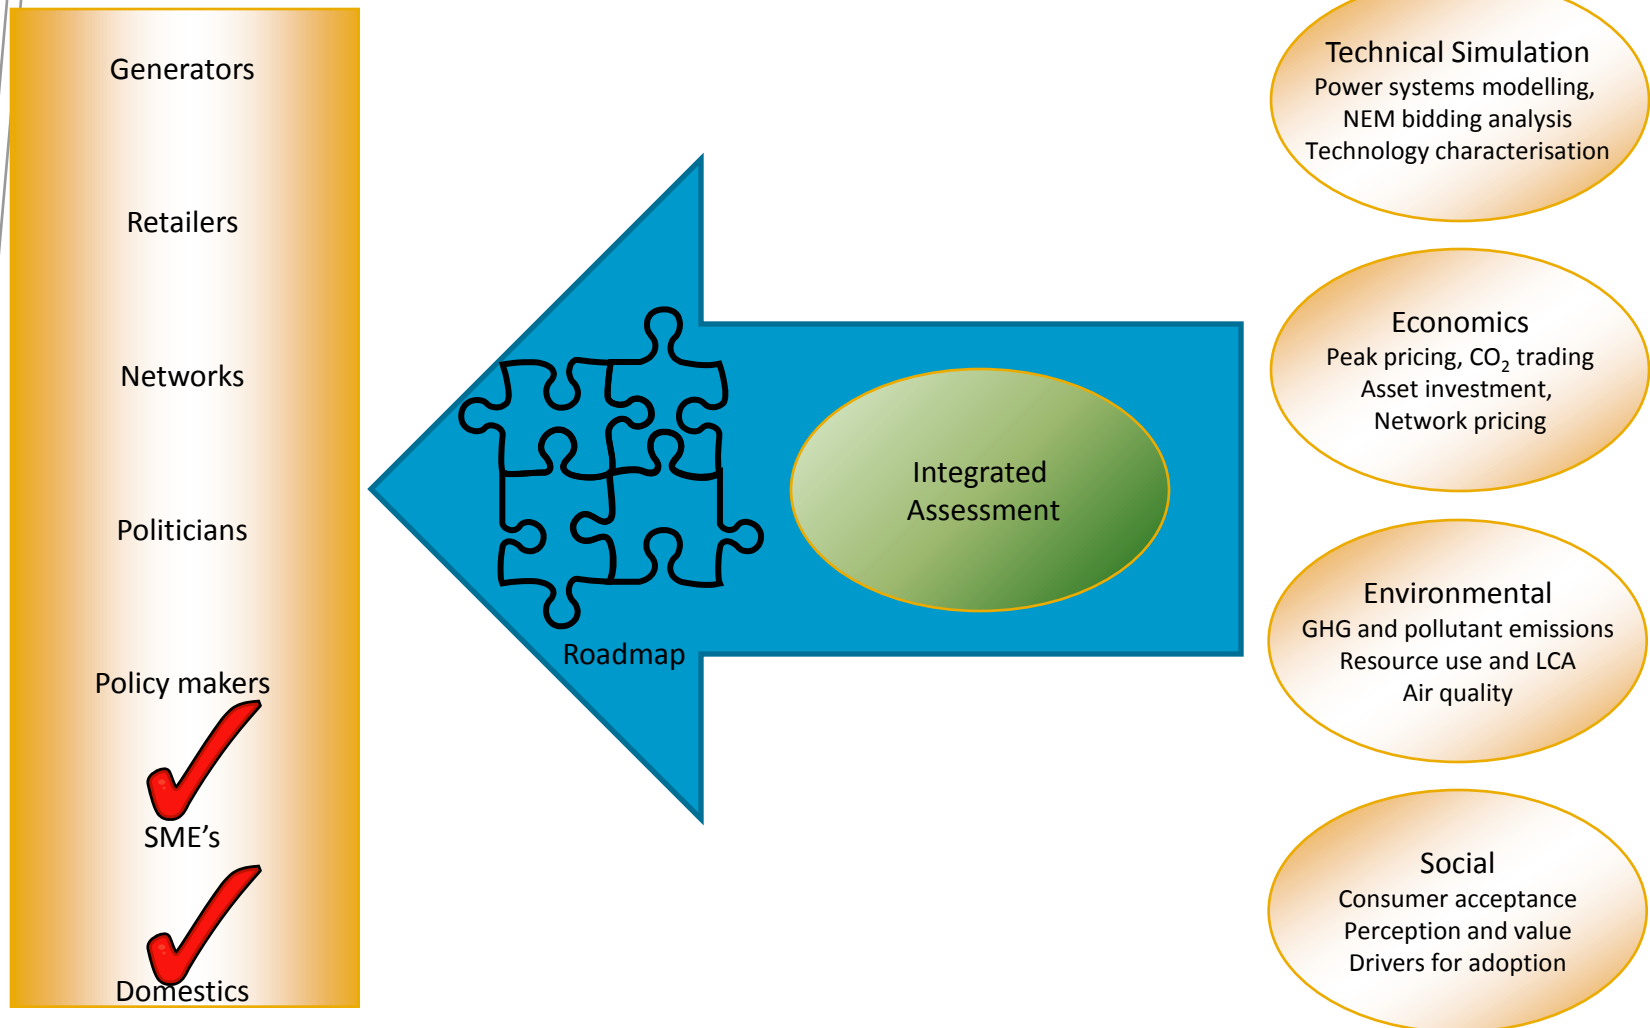 Generators
Retailers
Networks
Politicians
Policy makers
SME’s
Domestics
Roadmap
Integrated
Assessment
Technical Simulation
Power systems modelling,
NEM bidding analysis
Technology characterisation
Economics
Peak pricing, CO₂ trading
Asset investment,
Network pricing
Environmental
GHG and pollutant emissions
Resource use and LCA
Air quality
Social
Consumer acceptance
Perception and value
Drivers for adoption